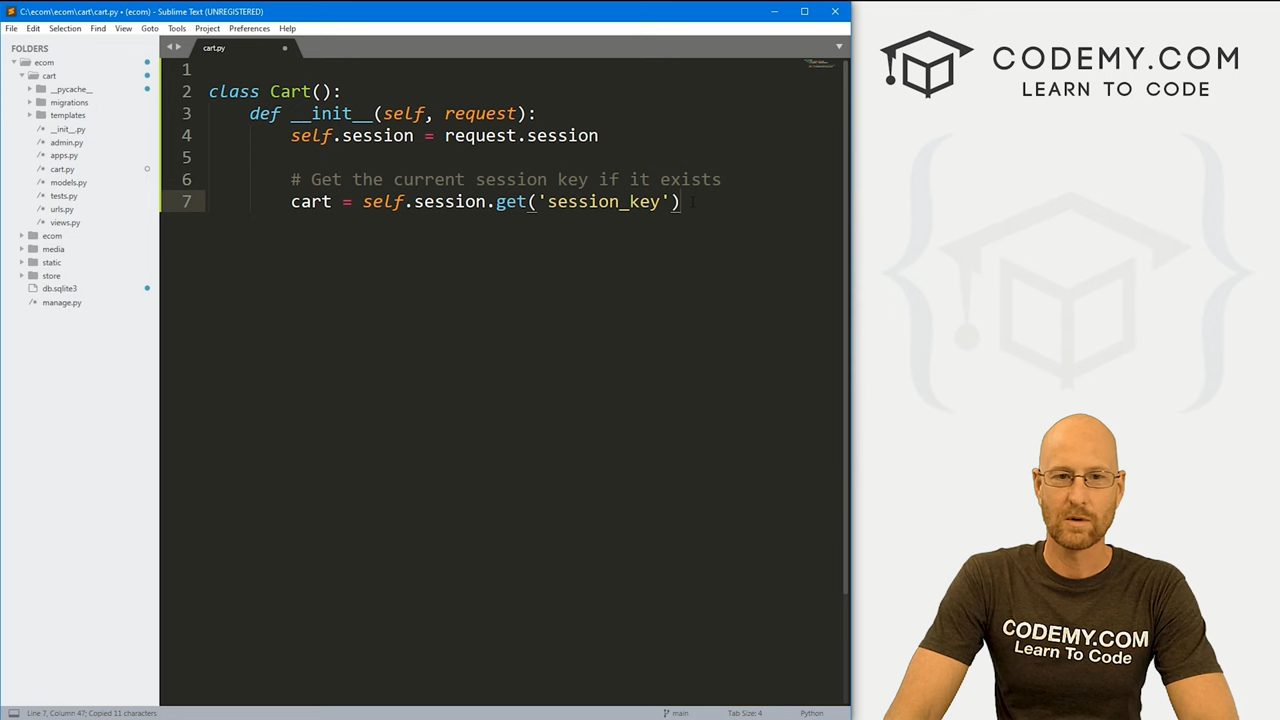 C:\ecom\ecom\cart\cart.py • (ecom) - Sublime Text (UNREGISTERED)
File Edit Selection Find View Goto Tools Project Preferences Help
FOLDERS
ecom
cart
__pycache__
migrations
templates
__init__.py
admin.py
apps.py
cart.py
models.py
tests.py
urls.py
views.py
ecom
media
static
store
db.sqlite3
manage.py
cart.py
1
2 class Cart():
3     def __init__(self, request):
4         self.session = request.session
5
6         # Get the current session key if it exists
7         cart = self.session.get('session_key')
Line 7, Column 47; Copied 11 characters
main
Tab Size: 4
Python
CODEMY.COM
LEARN TO CODE
CODEMY.COM
Learn To Code